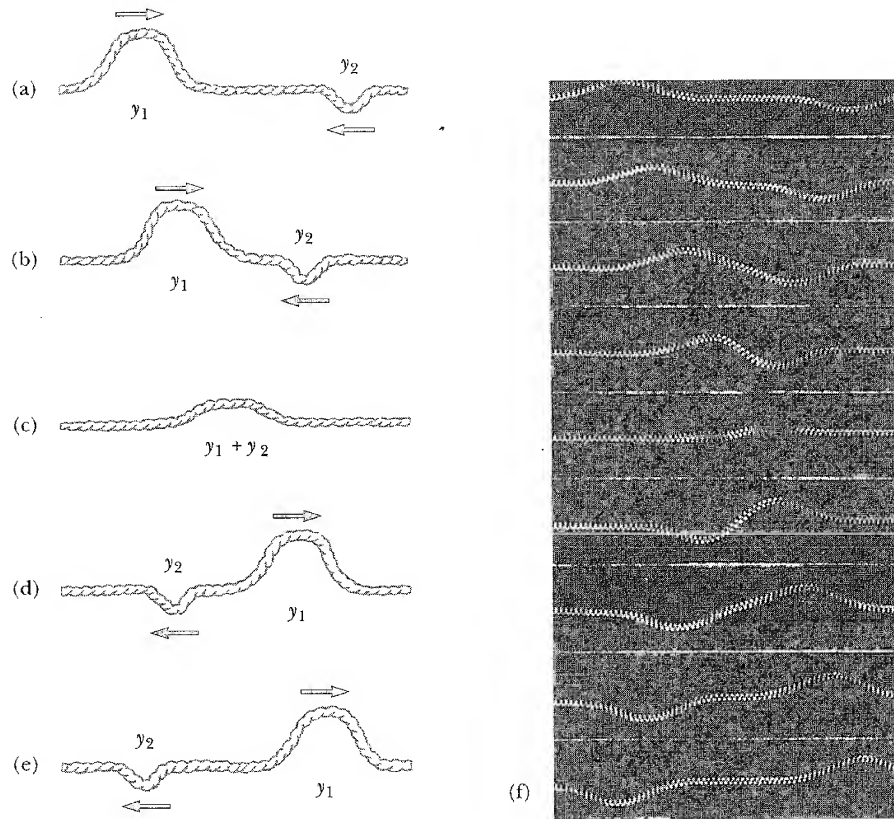 y₂
(a)
y₁
y₂
(b)
y₁
(c)
y₁ + y₂
y₂
(d)
y₁
y₂
(e)
y₁
(f)